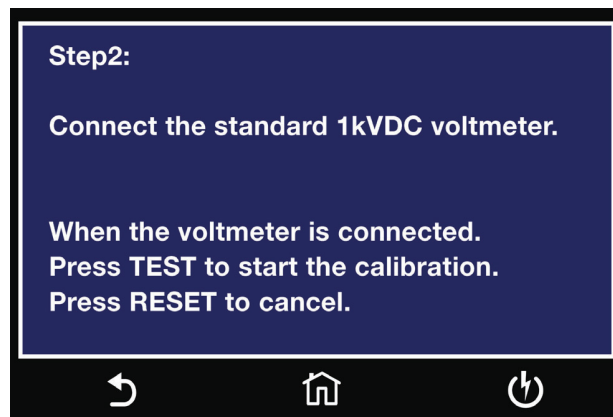 Step2:
Connect the standard 1kVDC voltmeter.
When the voltmeter is connected.
Press TEST to start the calibration.
Press RESET to cancel.